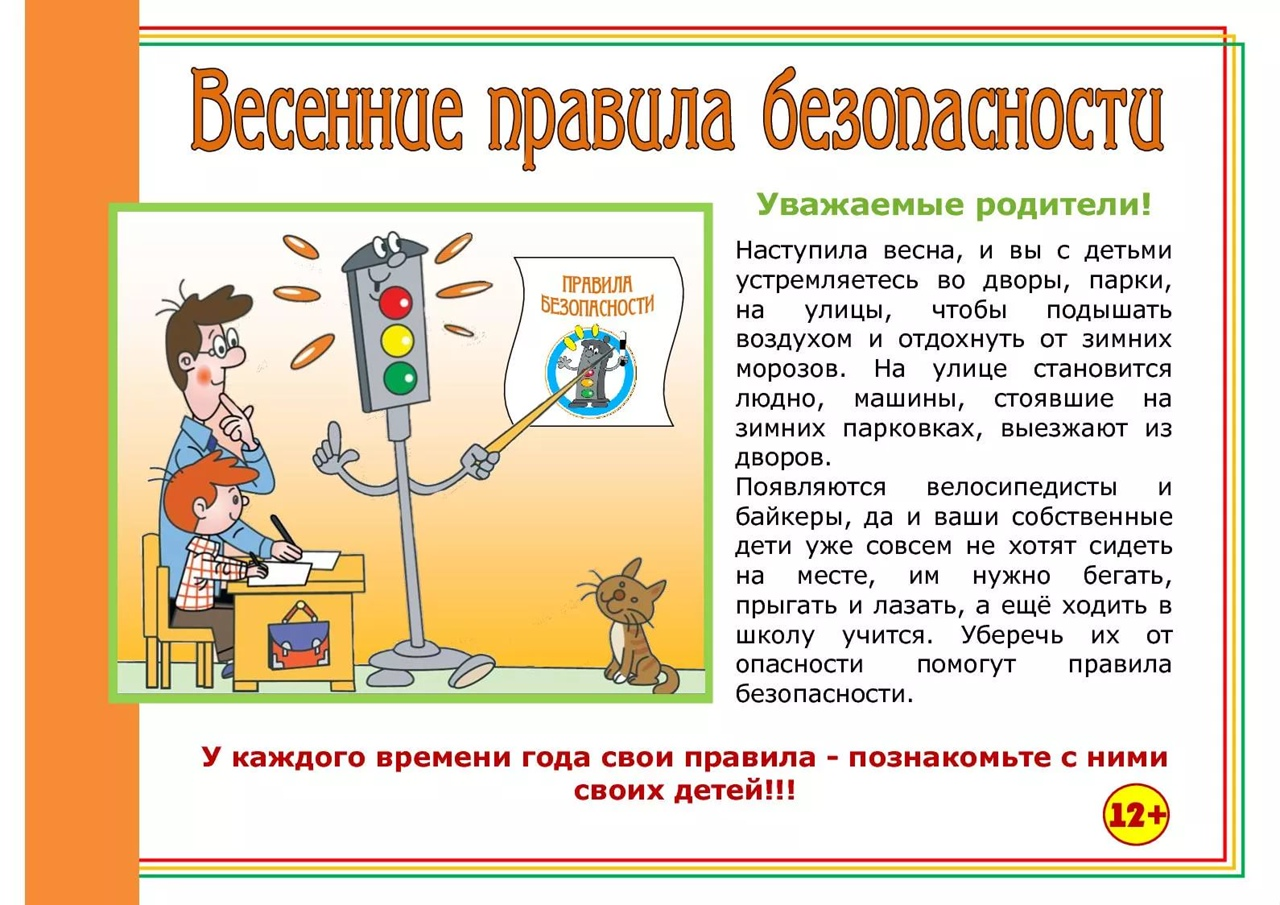 Весенние правила безопасности
ПРАВИЛА
БЕЗОПАСНОСТИ
Уважаемые родители!
Наступила весна, и вы с детьми
устремляетесь во дворы, парки,
на улицы, чтобы подышать
воздухом и отдохнуть от зимних
морозов. На улице становится
людно, машины, стоявшие на
зимних парковках, выезжают из
дворов.
Появляются велосипедисты и
байкеры, да и ваши собственные
дети уже совсем не хотят сидеть
на месте, им нужно бегать,
прыгать и лазать, а ещё ходить в
школу учится. Уберечь их от
опасности помогут правила
безопасности.
У каждого времени года свои правила - познакомьте с ними
своих детей!!!
12+